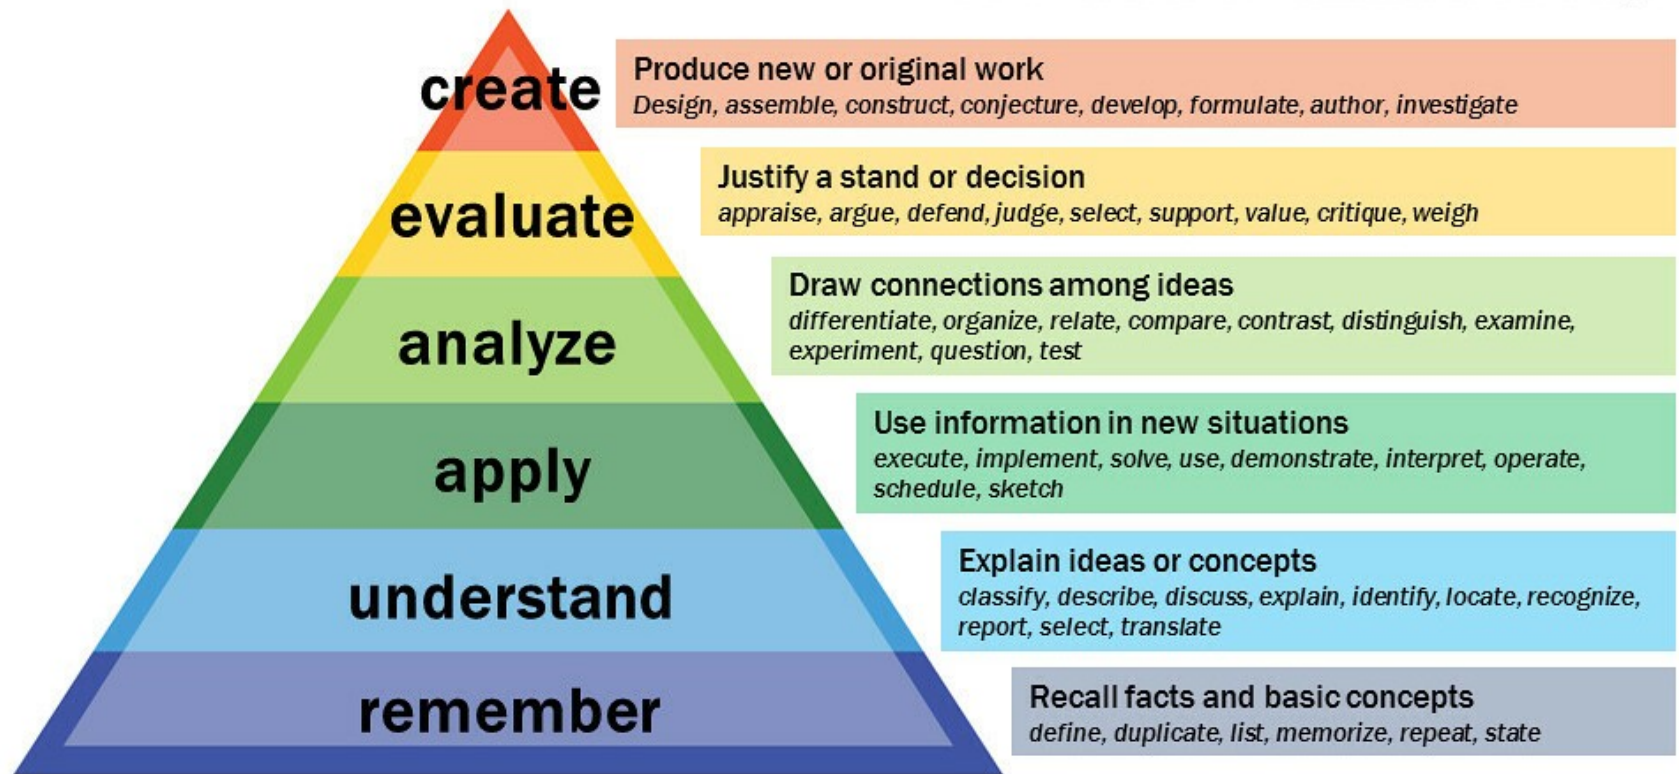 create
Produce new or original work
Design, assemble, construct, conjecture, develop, formulate, author, investigate
evaluate
Justify a stand or decision
appraise, argue, defend, judge, select, support, value, critique, weigh
analyze
Draw connections among ideas
differentiate, organize, relate, compare, contrast, distinguish, examine,
experiment, question, test
apply
Use information in new situations
execute, implement, solve, use, demonstrate, interpret, operate,
schedule, sketch
understand
Explain ideas or concepts
classify, describe, discuss, explain, identify, locate, recognize,
report, select, translate
remember
Recall facts and basic concepts
define, duplicate, list, memorize, repeat, state